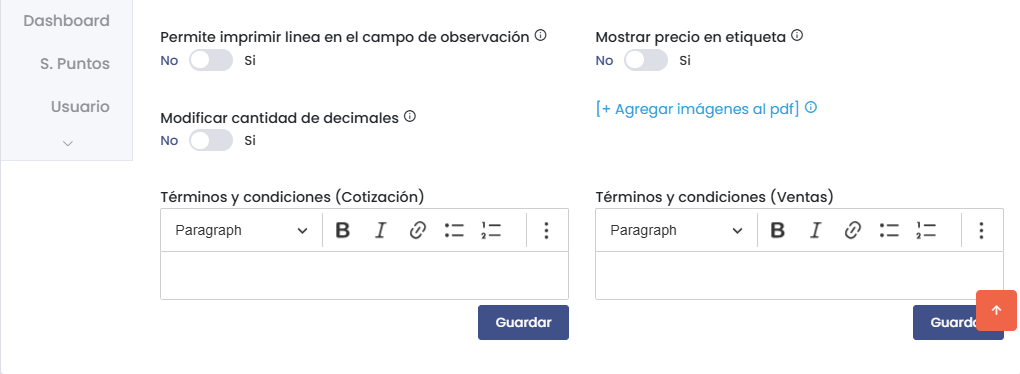 Dashboard
S. Puntos
Usuario
Permite imprimir linea en el campo de observación
No Si
Mostrar precio en etiqueta
No Si
Modificar cantidad de decimales
No Si
[+ Agregar imágenes al pdf]
Términos y condiciones (Cotización)
Paragraph B I
Guardar
Términos y condiciones (Ventas)
Paragraph B I